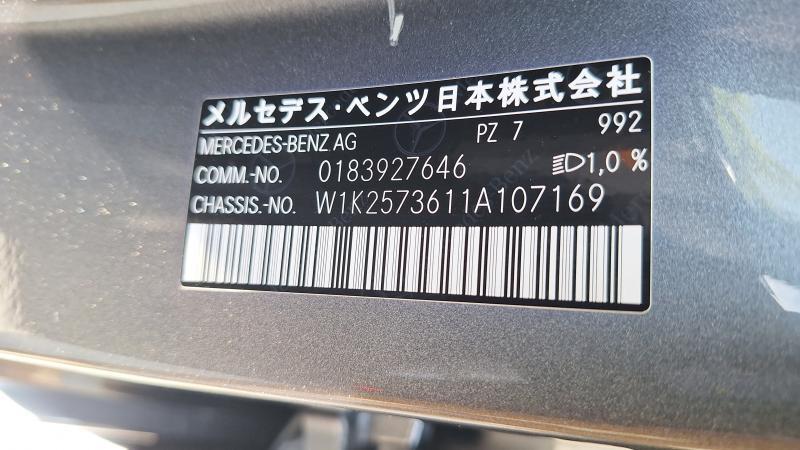 メルセデス・ベンツ日本株式会社
MERCEDES-BENZ AG PZ 7 992
COMM.-NO. 0183927646 1,0 %
CHASSIS.-NO. W1K2573611A107169